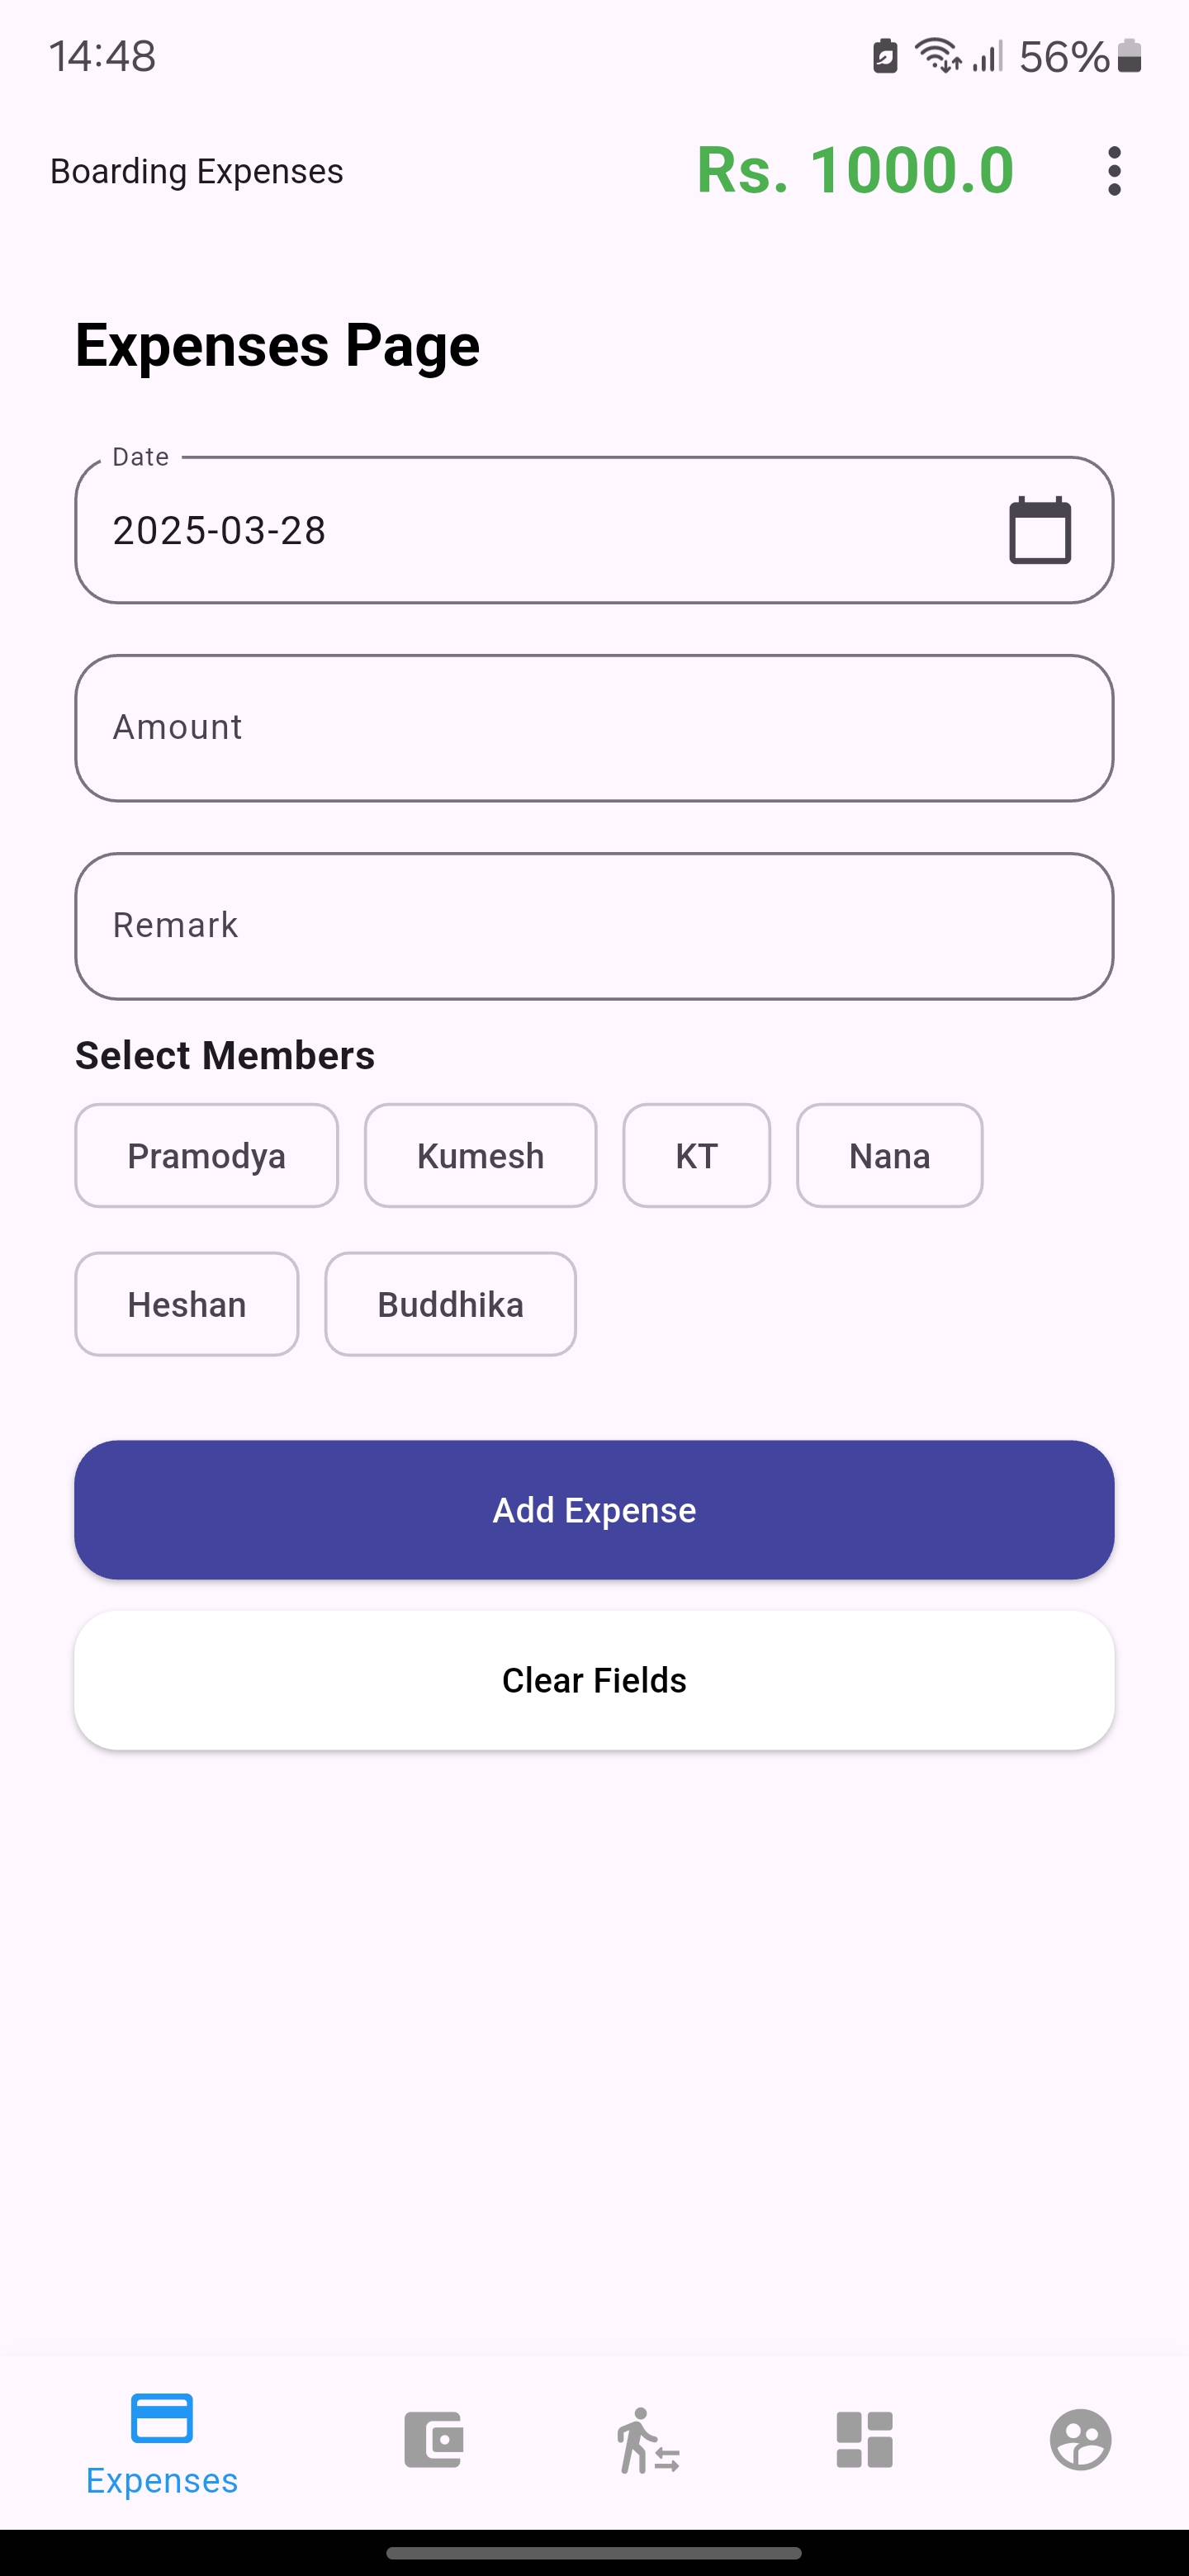 14:48 56%
Boarding Expenses Rs. 1000.0
Expenses Page
Date
2025-03-28
Amount
Remark
Select Members
Pramodya Kumesh KT Nana
Heshan Buddhika
Add Expense
Clear Fields
Expenses